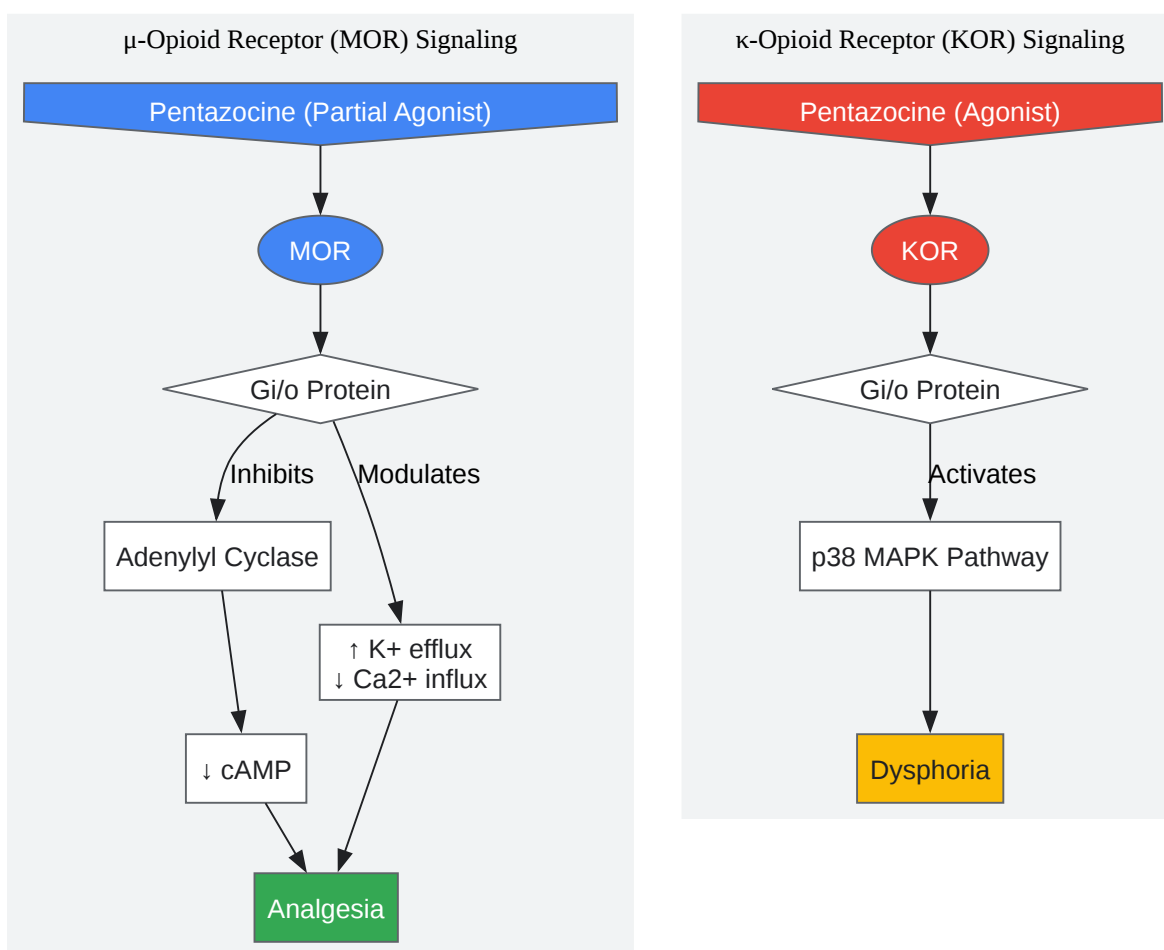 μ-Opioid Receptor (MOR) Signaling
Pentazocine (Partial Agonist)
MOR
Gi/o Protein
Inhibits
Modulates
Adenylyl Cyclase
↑ K+ efflux
↓ Ca2+ influx
↓ cAMP
Analgesia
κ-Opioid Receptor (KOR) Signaling
Pentazocine (Agonist)
KOR
Gi/o Protein
Activates
p38 MAPK Pathway
Dysphoria